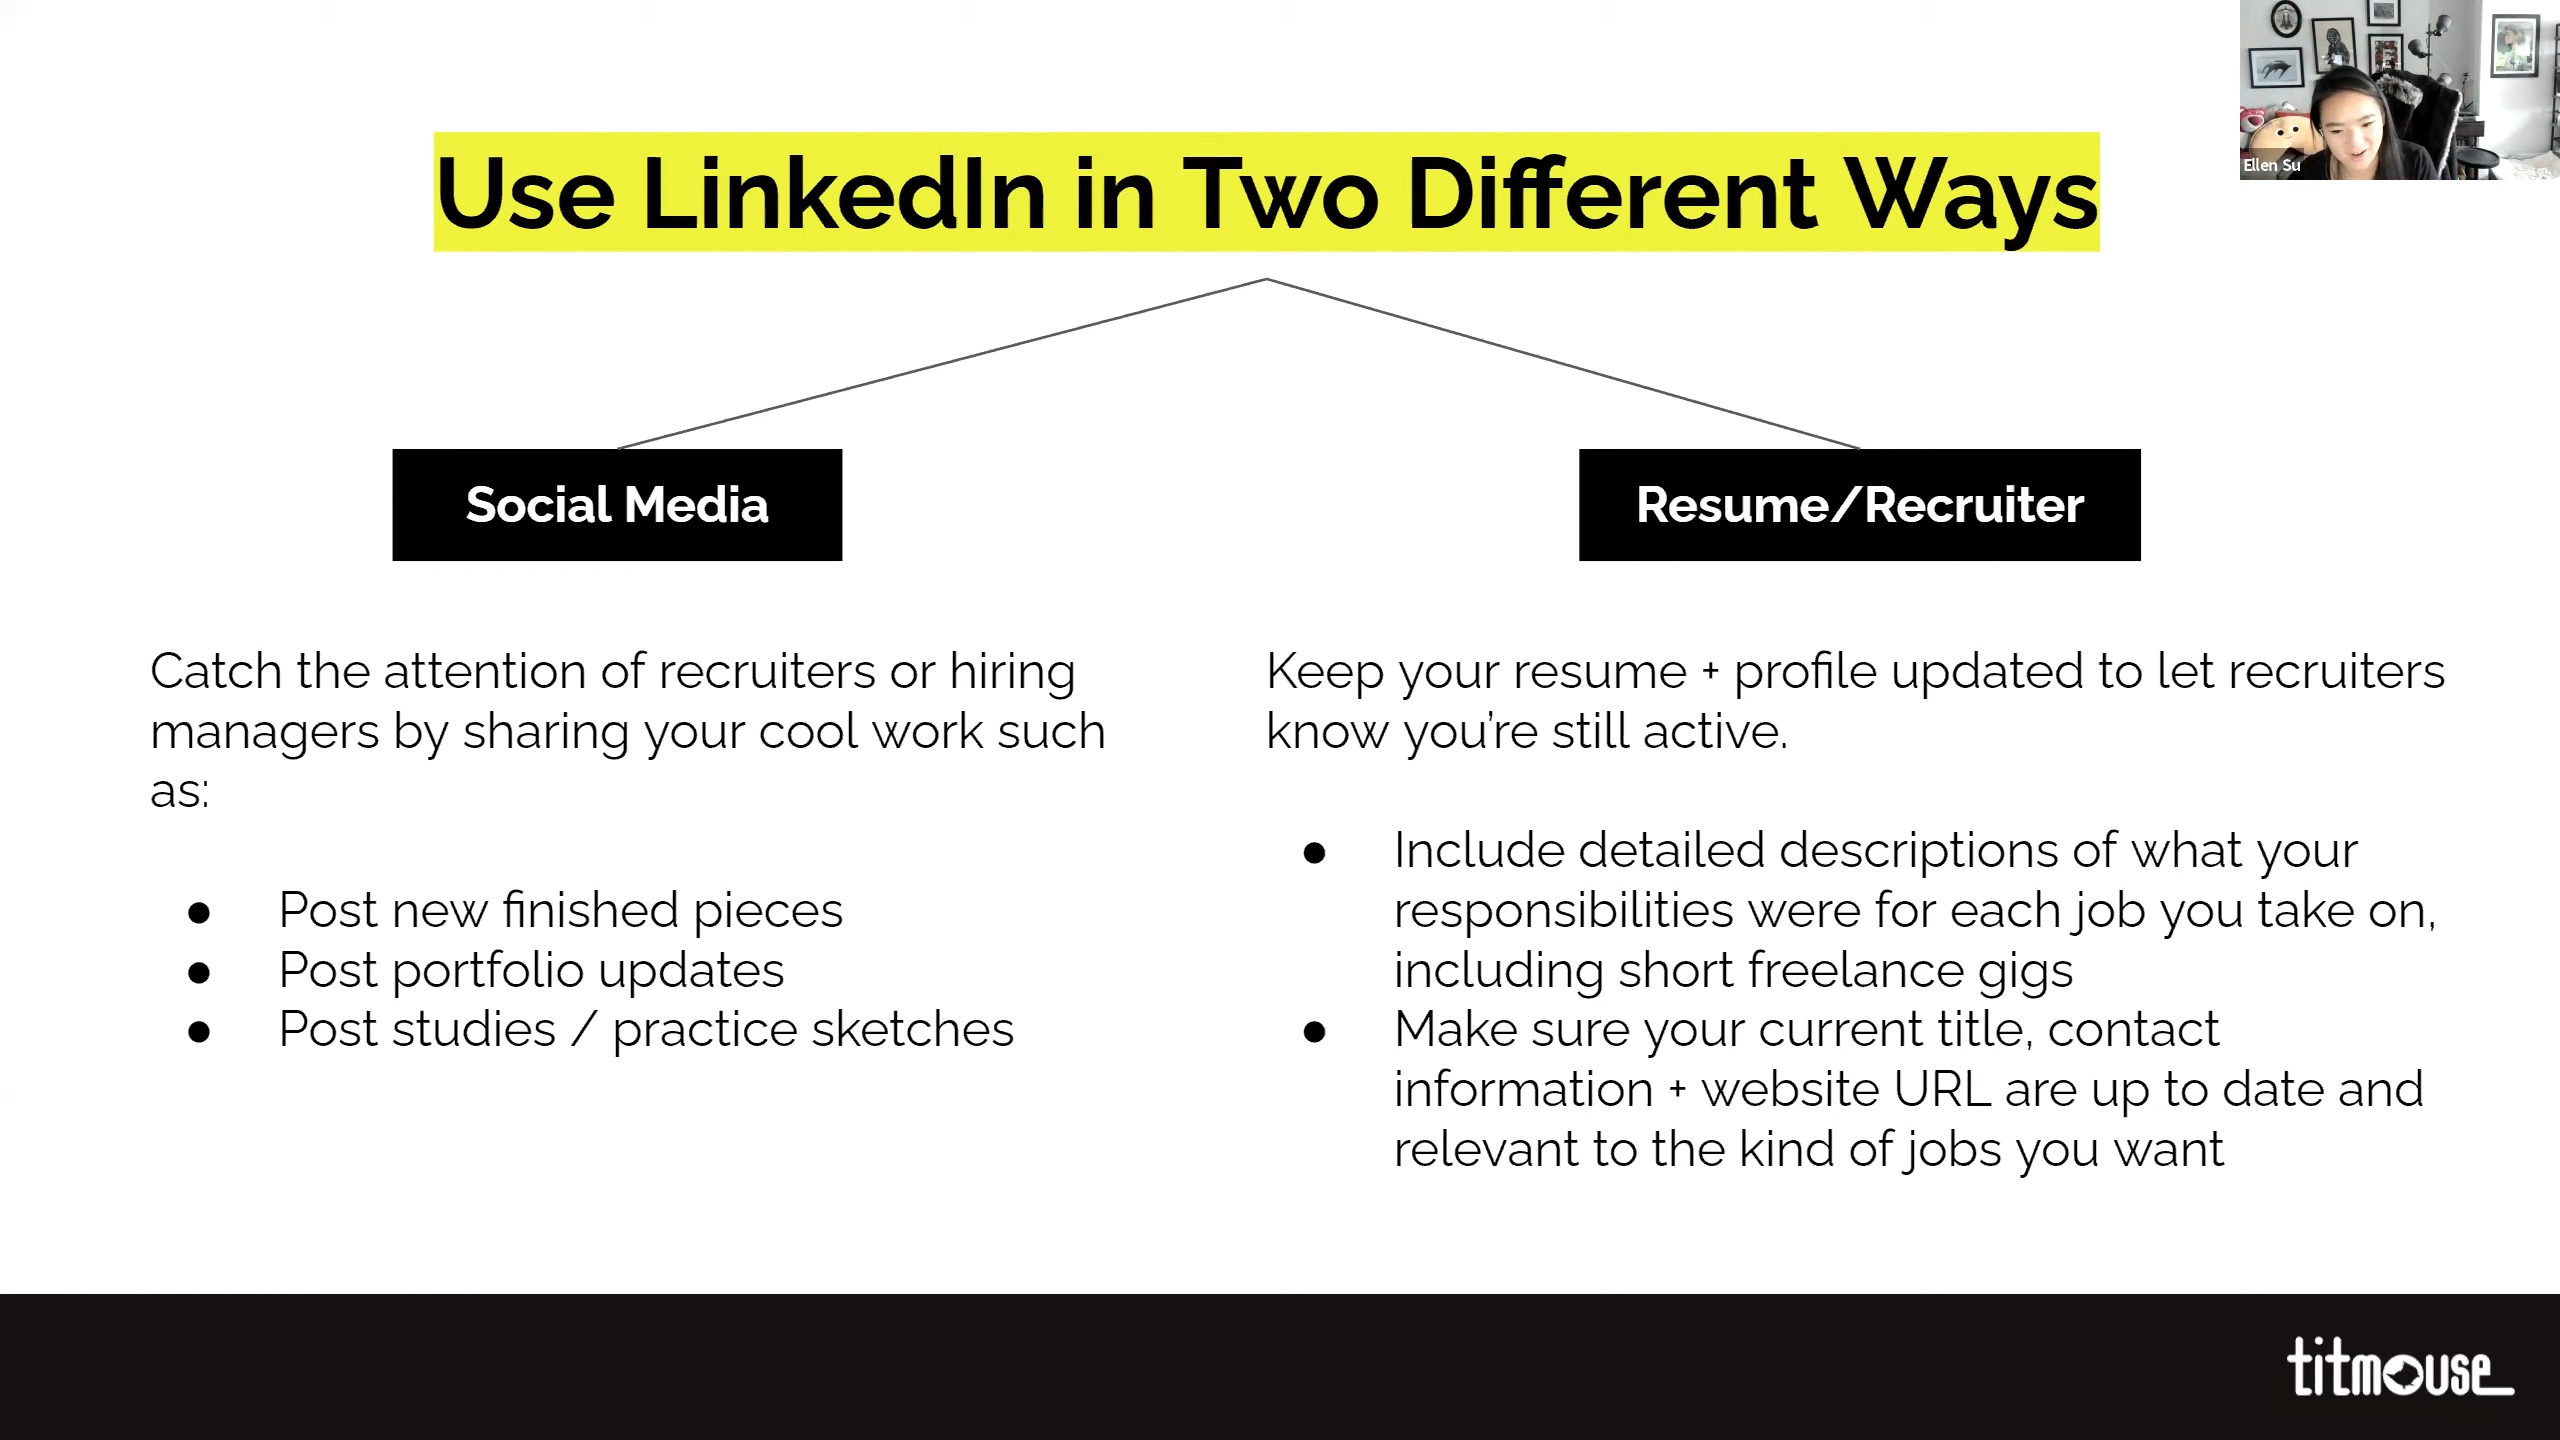 Ellen Su
Use LinkedIn in Two Different Ways
Social Media
Catch the attention of recruiters or hiring
managers by sharing your cool work such
as:
● Post new finished pieces
● Post portfolio updates
● Post studies / practice sketches
Resume/Recruiter
Keep your resume + profile updated to let recruiters
know you’re still active.
● Include detailed descriptions of what your
responsibilities were for each job you take on,
including short freelance gigs
● Make sure your current title, contact
information + website URL are up to date and
relevant to the kind of jobs you want
titmouse